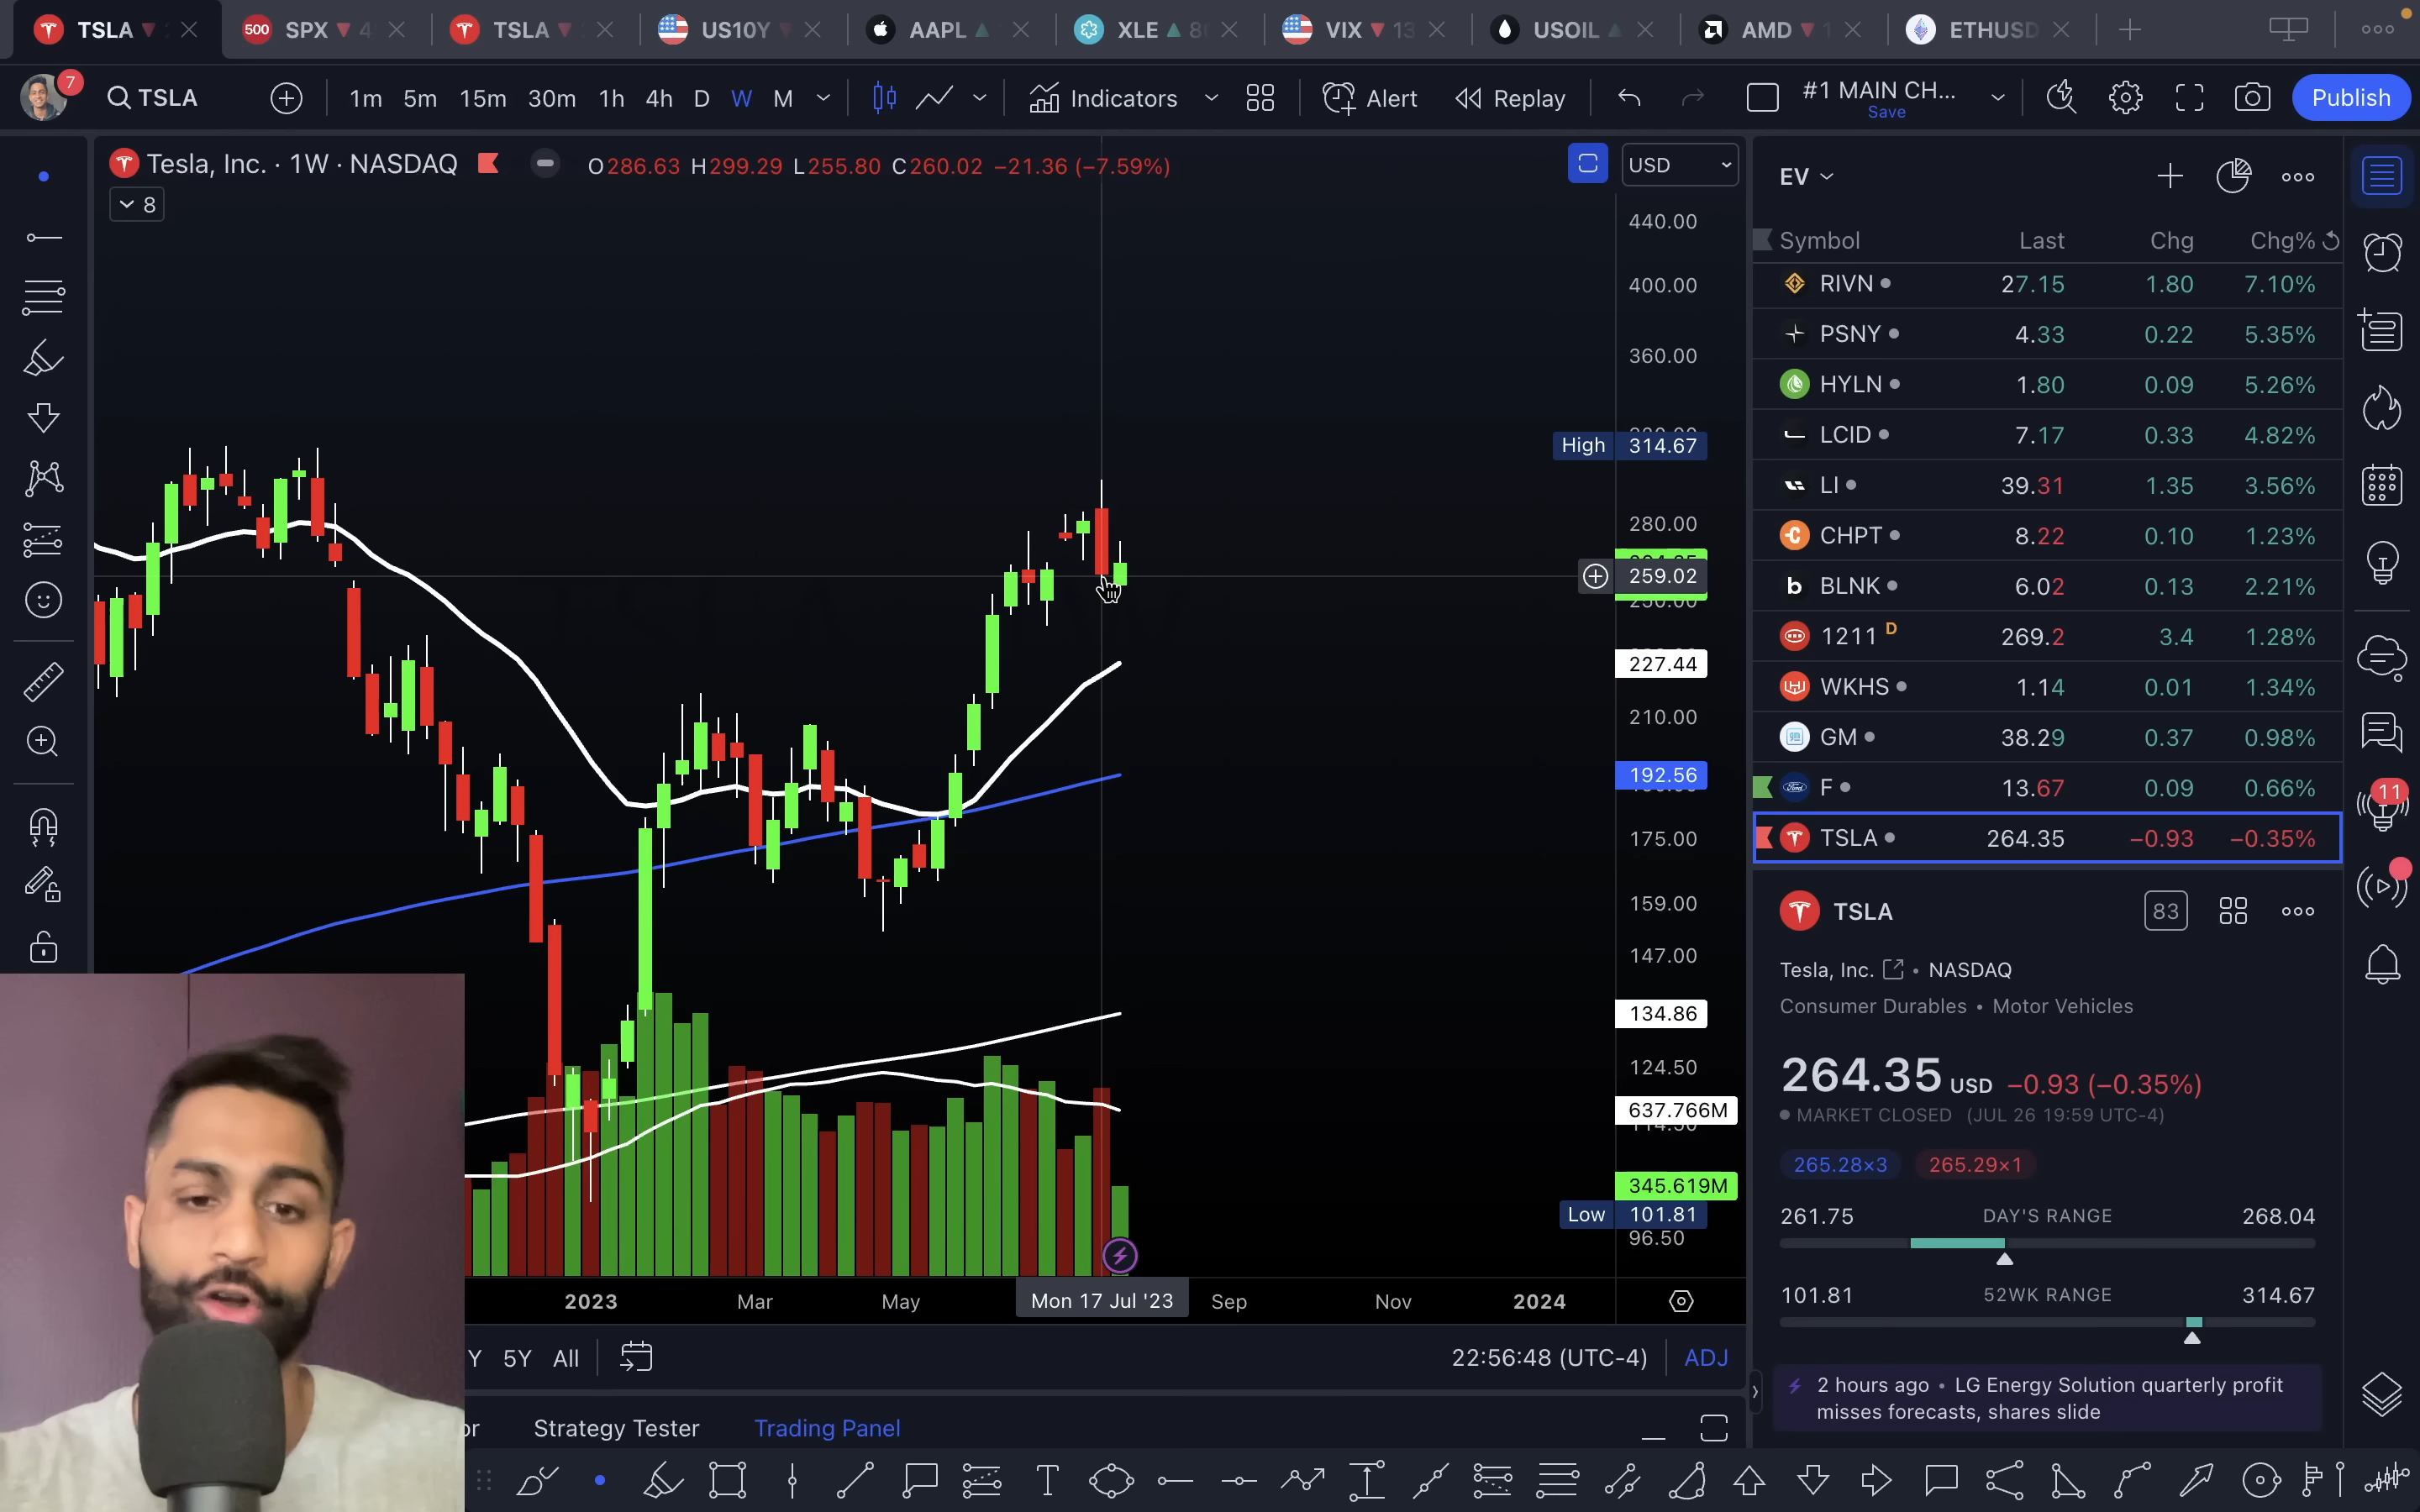 TSLA
500 SPX 4
TSLA
US10Y
AAPL
XLE 8
VIX 13
USOIL
AMD 1
ETHUSD
7
TSLA
1m 5m 15m 30m 1h 4h D W M
Indicators
Alert
Replay
#1 MAIN CH...
Save
Publish
Tesla, Inc. · 1W · NASDAQ
O286.63 H299.29 L255.80 C260.02 −21.36 (−7.59%)
USD
8
440.00
400.00
360.00
High 314.67
280.00
259.02
227.44
210.00
192.56
175.00
159.00
147.00
134.86
124.50
637.766M
345.619M
Low 101.81
96.50
2023 Mar May Mon 17 Jul '23 Sep Nov 2024
Y 5Y All
22:56:48 (UTC-4) ADJ
or Strategy Tester Trading Panel
EV
Symbol Last Chg Chg%
RIVN 27.15 1.80 7.10%
PSNY 4.33 0.22 5.35%
HYLN 1.80 0.09 5.26%
LCID 7.17 0.33 4.82%
LI 39.31 1.35 3.56%
CHPT 8.22 0.10 1.23%
b BLNK 6.02 0.13 2.21%
1211 D 269.2 3.4 1.28%
WKHS 1.14 0.01 1.34%
GM 38.29 0.37 0.98%
F 13.67 0.09 0.66%
TSLA 264.35 −0.93 −0.35%
TSLA 83
Tesla, Inc. • NASDAQ
Consumer Durables • Motor Vehicles
264.35 USD −0.93 (−0.35%)
MARKET CLOSED (JUL 26 19:59 UTC-4)
265.28×3 265.29×1
261.75 DAY'S RANGE 268.04
101.81 52WK RANGE 314.67
2 hours ago • LG Energy Solution quarterly profit
misses forecasts, shares slide
11